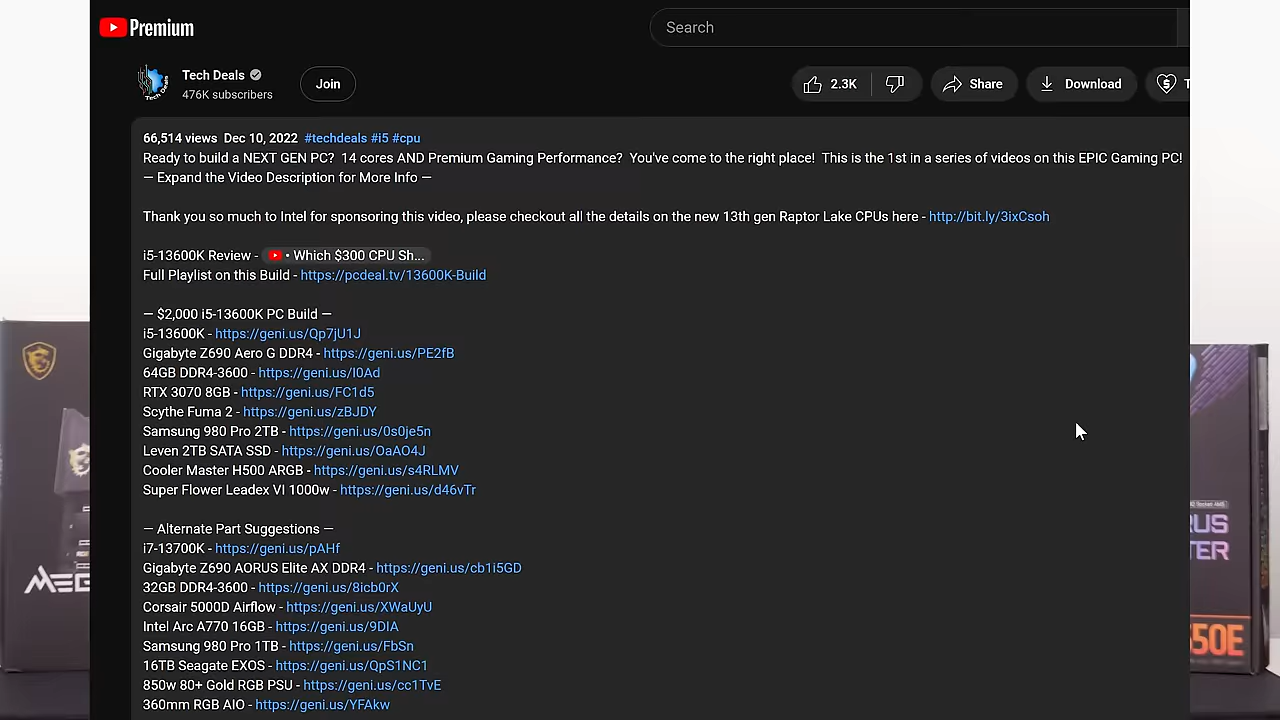 Premium
Search
Tech Deals
476K subscribers
Join
2.3K
Share
Download
T
66,514 views Dec 10, 2022 #techdeals #i5 #cpu
Ready to build a NEXT GEN PC? 14 cores AND Premium Gaming Performance? You've come to the right place! This is the 1st in a series of videos on this EPIC Gaming PC!
— Expand the Video Description for More Info —
Thank you so much to Intel for sponsoring this video, please checkout all the details on the new 13th gen Raptor Lake CPUs here - http://bit.ly/3ixCsoh
i5-13600K Review - • Which $300 CPU Sh...
Full Playlist on this Build - https://pcdeal.tv/13600K-Build
— $2,000 i5-13600K PC Build —
i5-13600K - https://geni.us/Qp7jU1J
Gigabyte Z690 Aero G DDR4 - https://geni.us/PE2fB
64GB DDR4-3600 - https://geni.us/I0Ad
RTX 3070 8GB - https://geni.us/FC1d5
Scythe Fuma 2 - https://geni.us/zBJDY
Samsung 980 Pro 2TB - https://geni.us/0s0je5n
Leven 2TB SATA SSD - https://geni.us/OaAO4J
Cooler Master H500 ARGB - https://geni.us/s4RLMV
Super Flower Leadex VI 1000w - https://geni.us/d46vTr
— Alternate Part Suggestions —
i7-13700K - https://geni.us/pAHf
Gigabyte Z690 AORUS Elite AX DDR4 - https://geni.us/cb1i5GD
32GB DDR4-3600 - https://geni.us/8icb0rX
Corsair 5000D Airflow - https://geni.us/XWaUyU
Intel Arc A770 16GB - https://geni.us/9DIA
Samsung 980 Pro 1TB - https://geni.us/FbSn
16TB Seagate EXOS - https://geni.us/QpS1NC1
850w 80+ Gold RGB PSU - https://geni.us/cc1TvE
360mm RGB AIO - https://geni.us/YFAkw
MEG
RUS
TER
50E